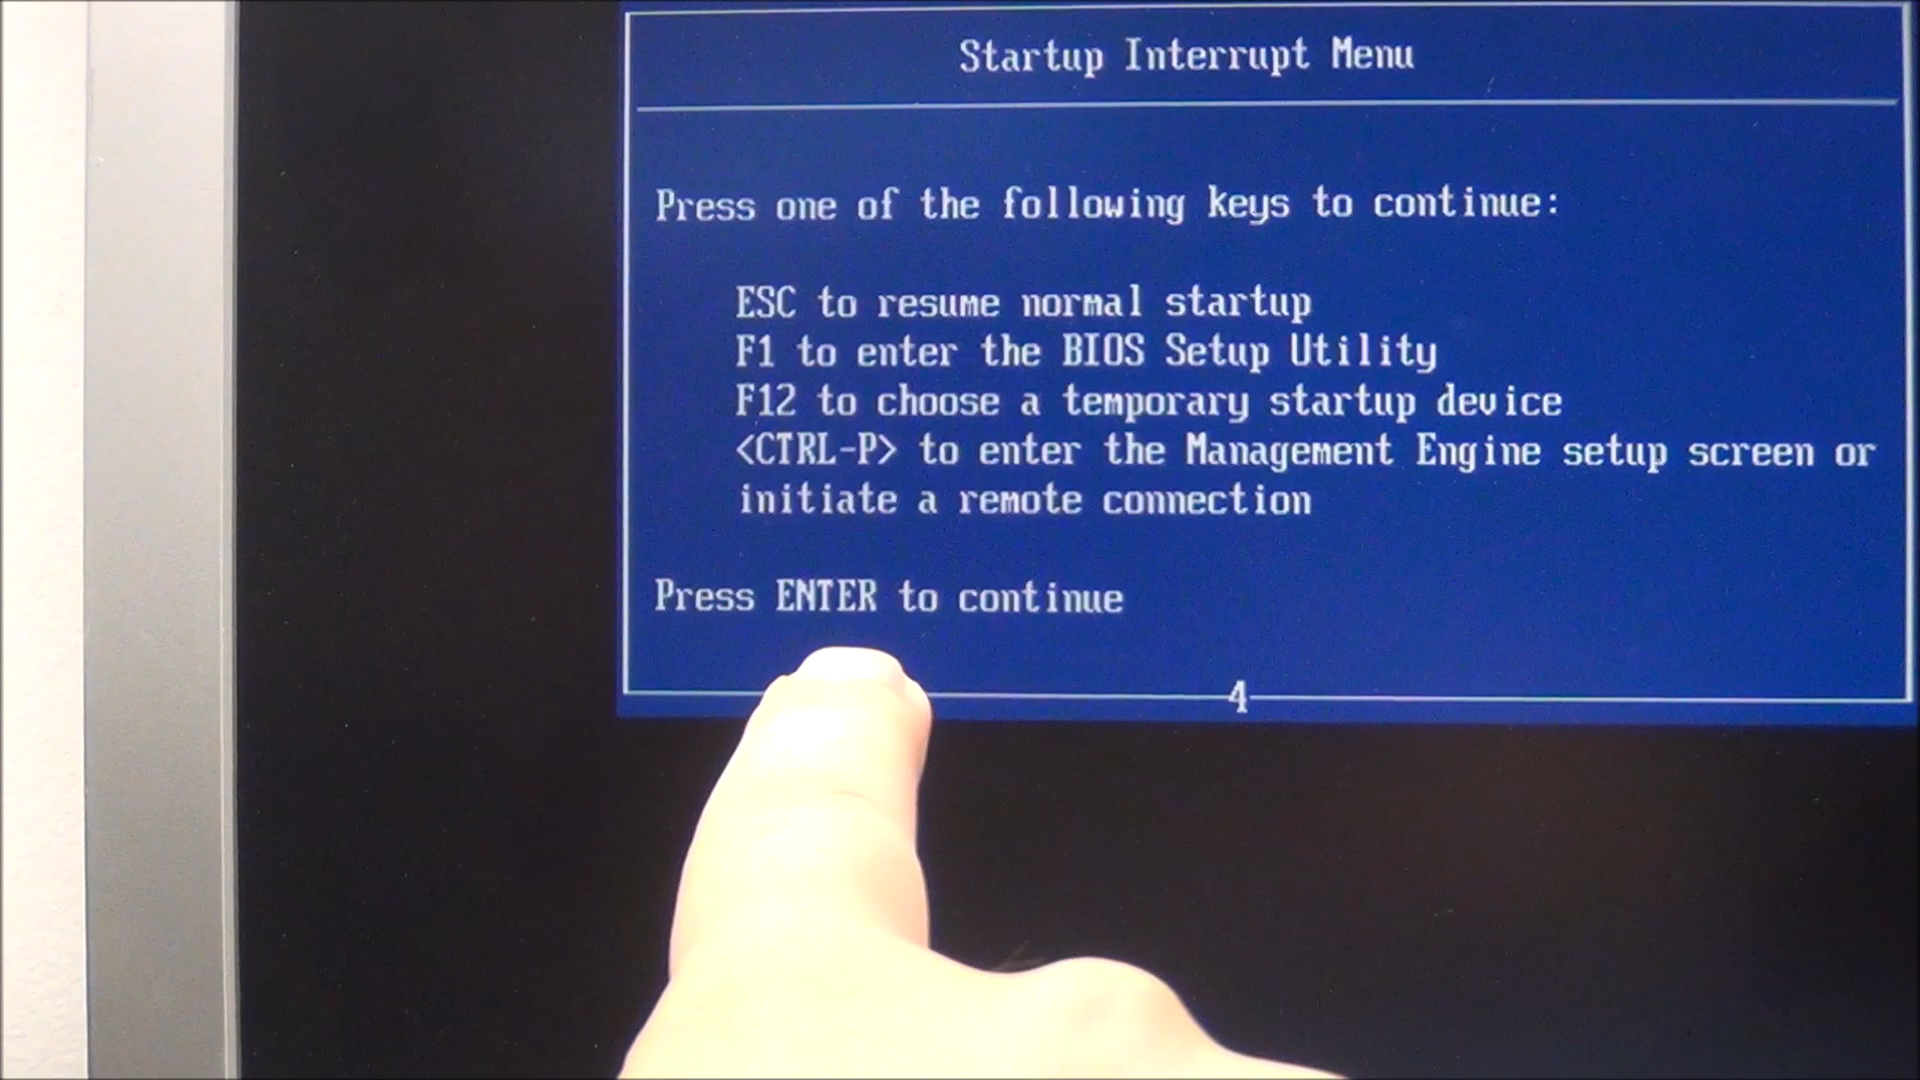 Startup Interrupt Menu
Press one of the following keys to continue:
ESC to resume normal startup
F1 to enter the BIOS Setup Utility
F12 to choose a temporary startup device
<CTRL-P> to enter the Management Engine setup screen or
initiate a remote connection
Press ENTER to continue
4